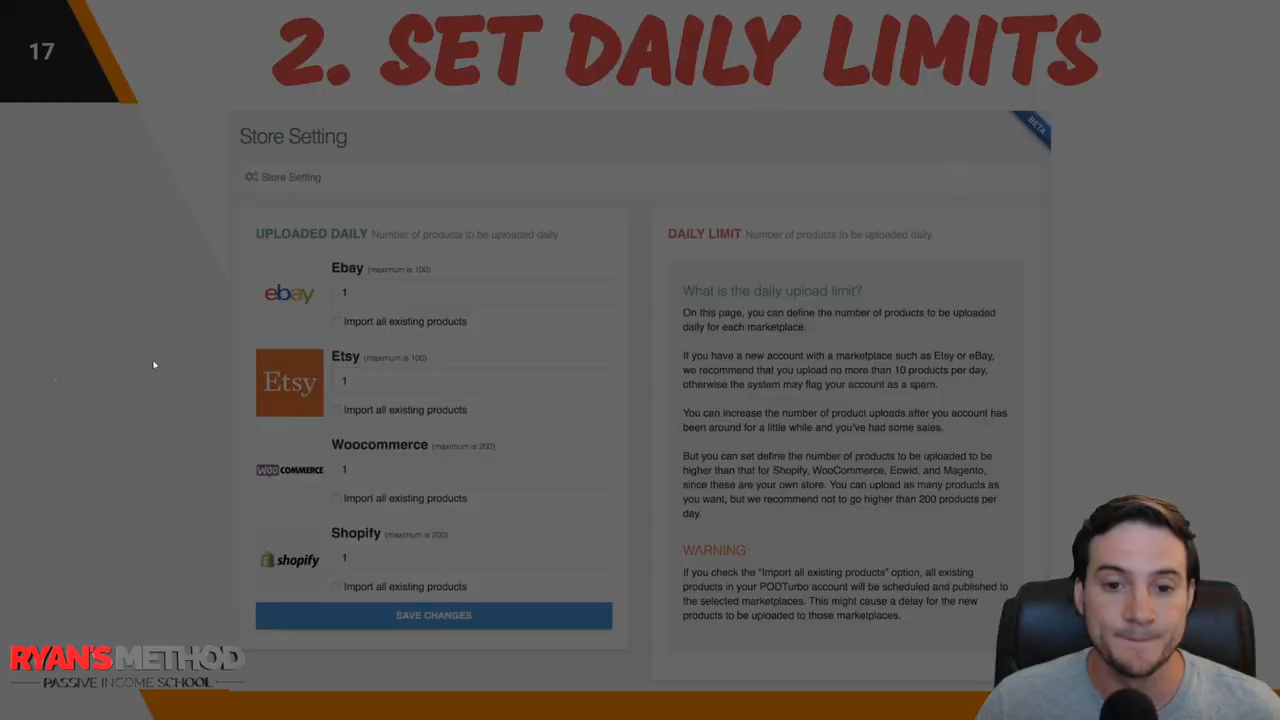 17
2. SET DAILY LIMITS
BETA
Store Setting
Store Setting
UPLOADED DAILY Number of products to be uploaded daily
Ebay (maximum is 100)
ebay
1
Import all existing products
Etsy (maximum is 100)
Etsy
1
Import all existing products
Woocommerce (maximum is 200)
WOO COMMERCE
1
Import all existing products
Shopify (maximum is 200)
shopify
1
Import all existing products
SAVE CHANGES
DAILY LIMIT Number of products to be uploaded daily.
What is the daily upload limit?
On this page, you can define the number of products to be uploaded
daily for each marketplace.
If you have a new account with a marketplace such as Etsy or eBay,
we recommend that you upload no more than 10 products per day,
otherwise the system may flag your account as a spam.
You can increase the number of product uploads after you account has
been around for a little while and you've had some sales.
But you can set define the number of products to be uploaded to be
higher than that for Shopify, WooCommerce, Ecwid, and Magento,
since these are your own store. You can upload as many products as
you want, but we recommend not to go higher than 200 products per
day.
WARNING:
If you check the "Import all existing products" option, all existing
products in your PODTurbo account will be scheduled and published to
the selected marketplaces. This might cause a delay for the new
products to be uploaded to those marketplaces.
RYAN'S METHOD
PASSIVE INCOME SCHOOL